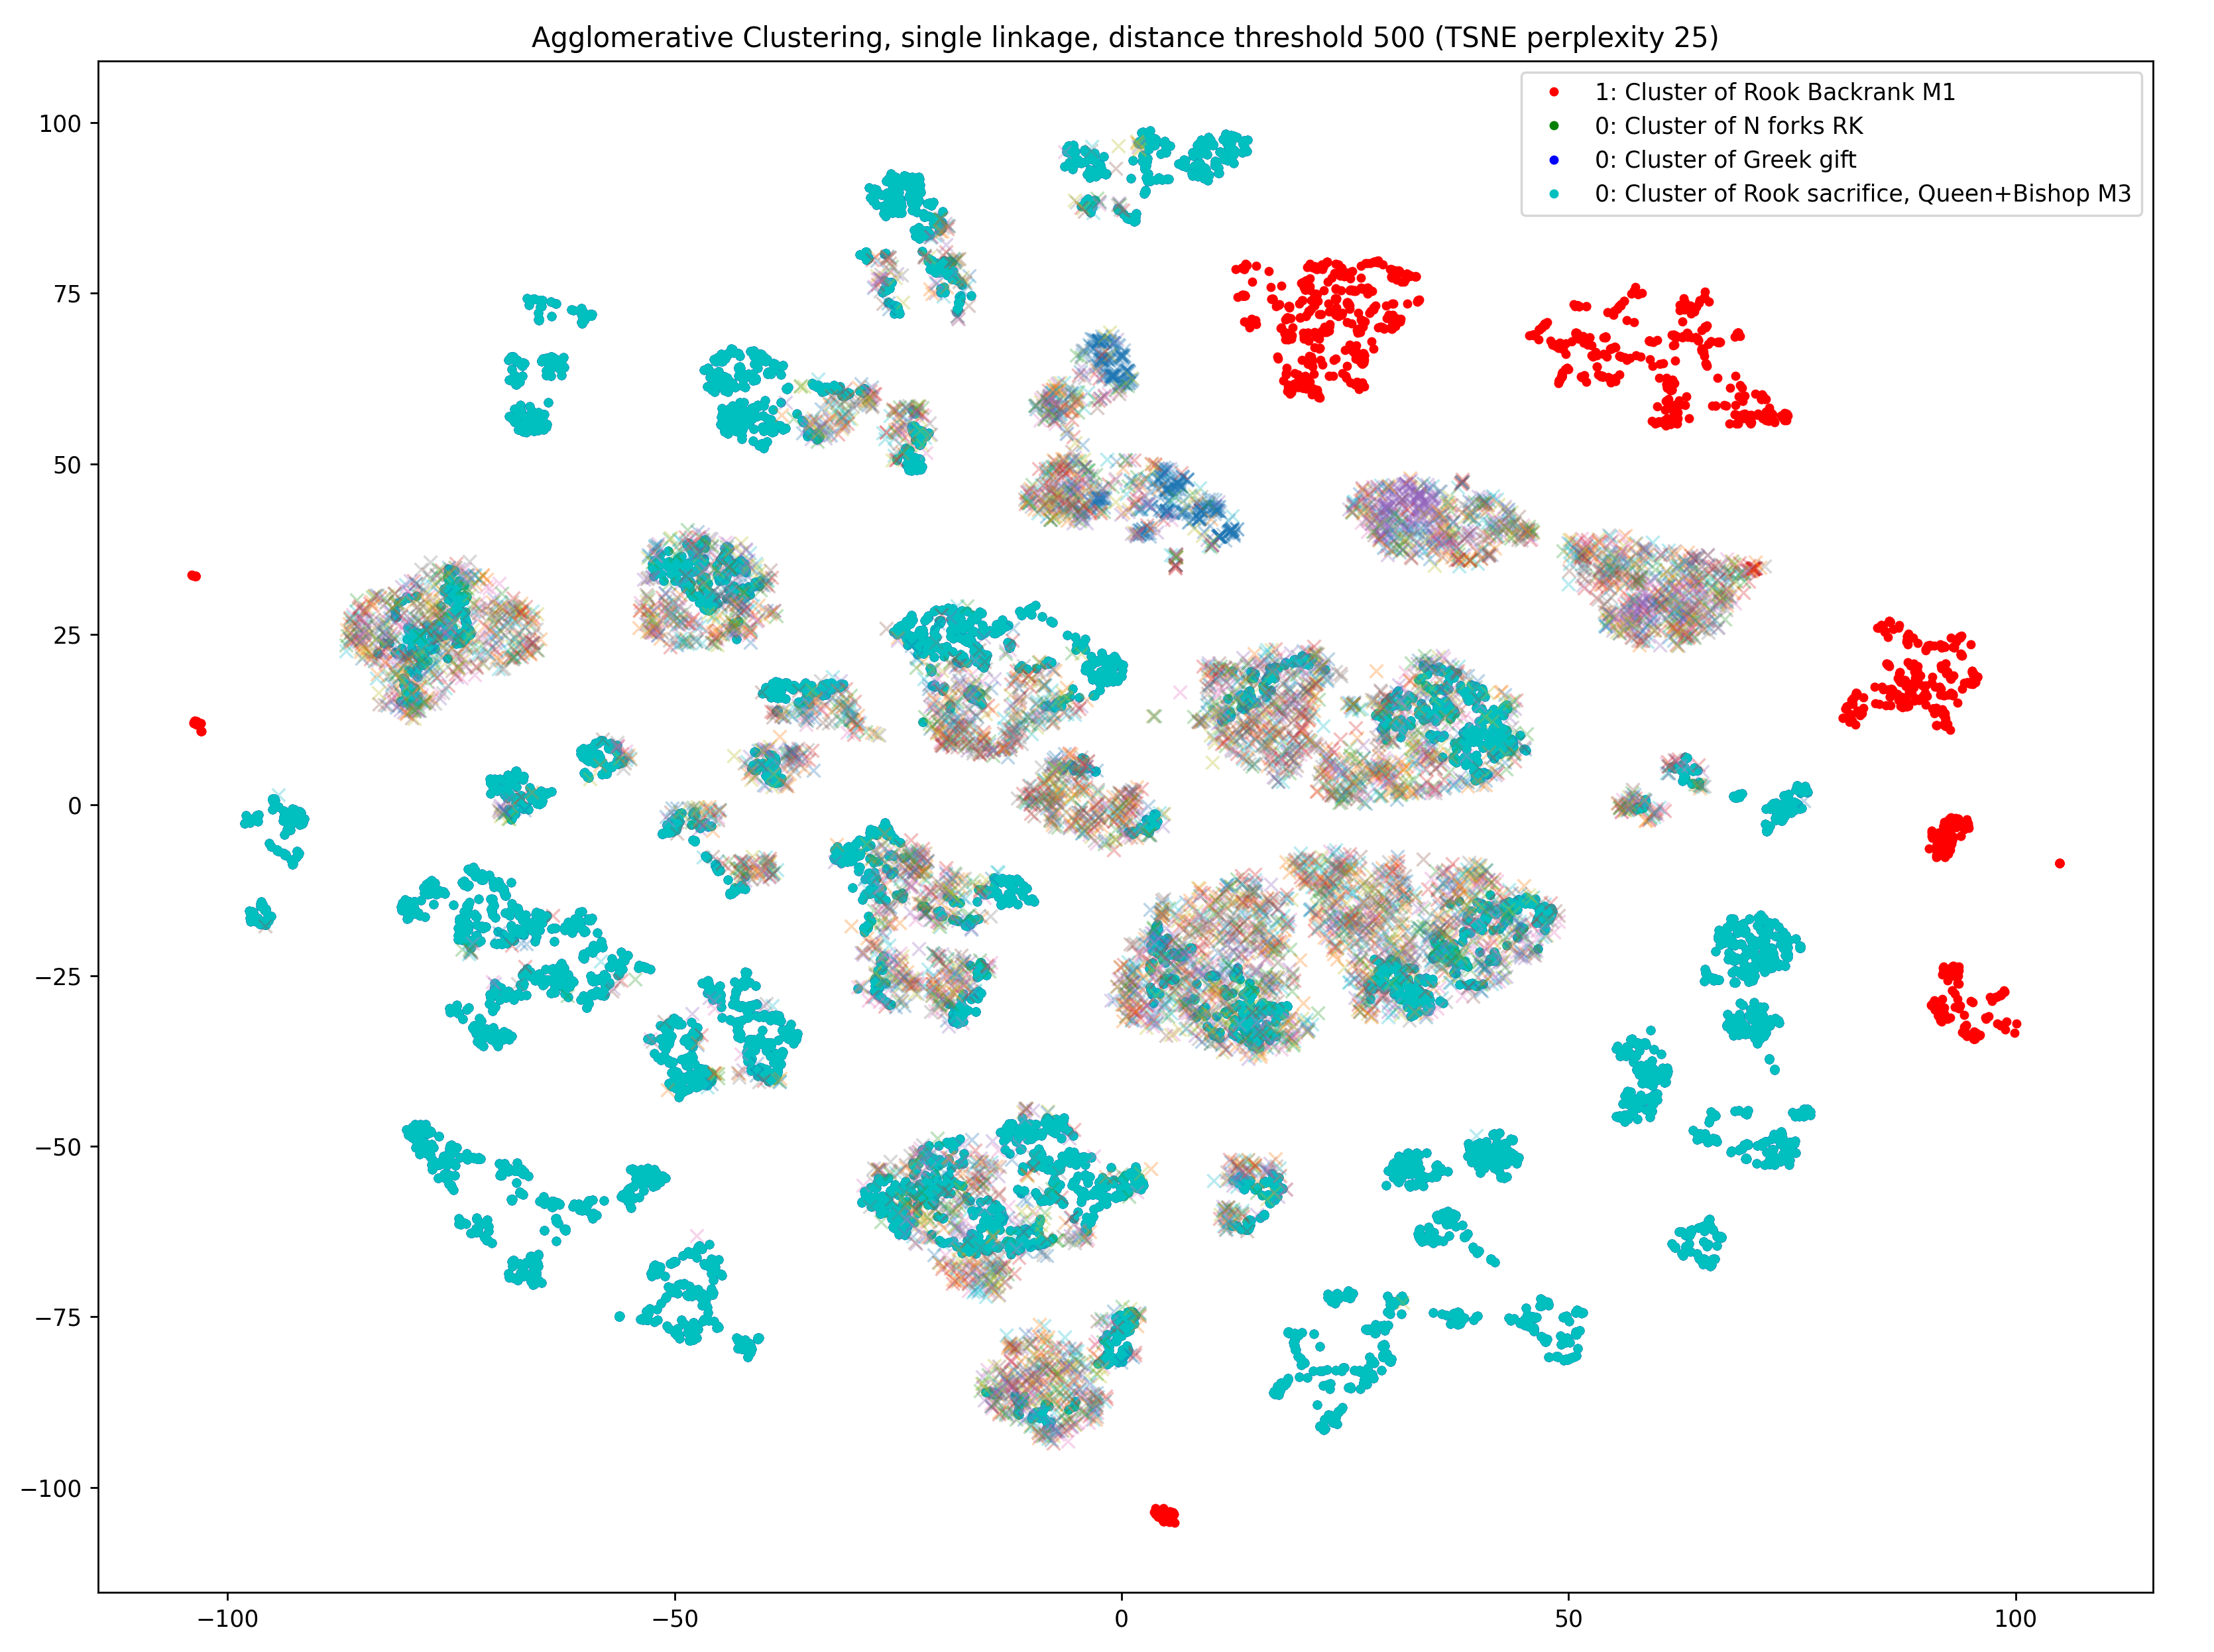 Agglomerative Clustering, single linkage, distance threshold 500 (TSNE perplexity 25)
1: Cluster of Rook Backrank M1
0: Cluster of N forks RK
0: Cluster of Greek gift
0: Cluster of Rook sacrifice, Queen+Bishop M3
100
75
50
25
0
−25
−50
−75
−100
−100 −50 0 50 100